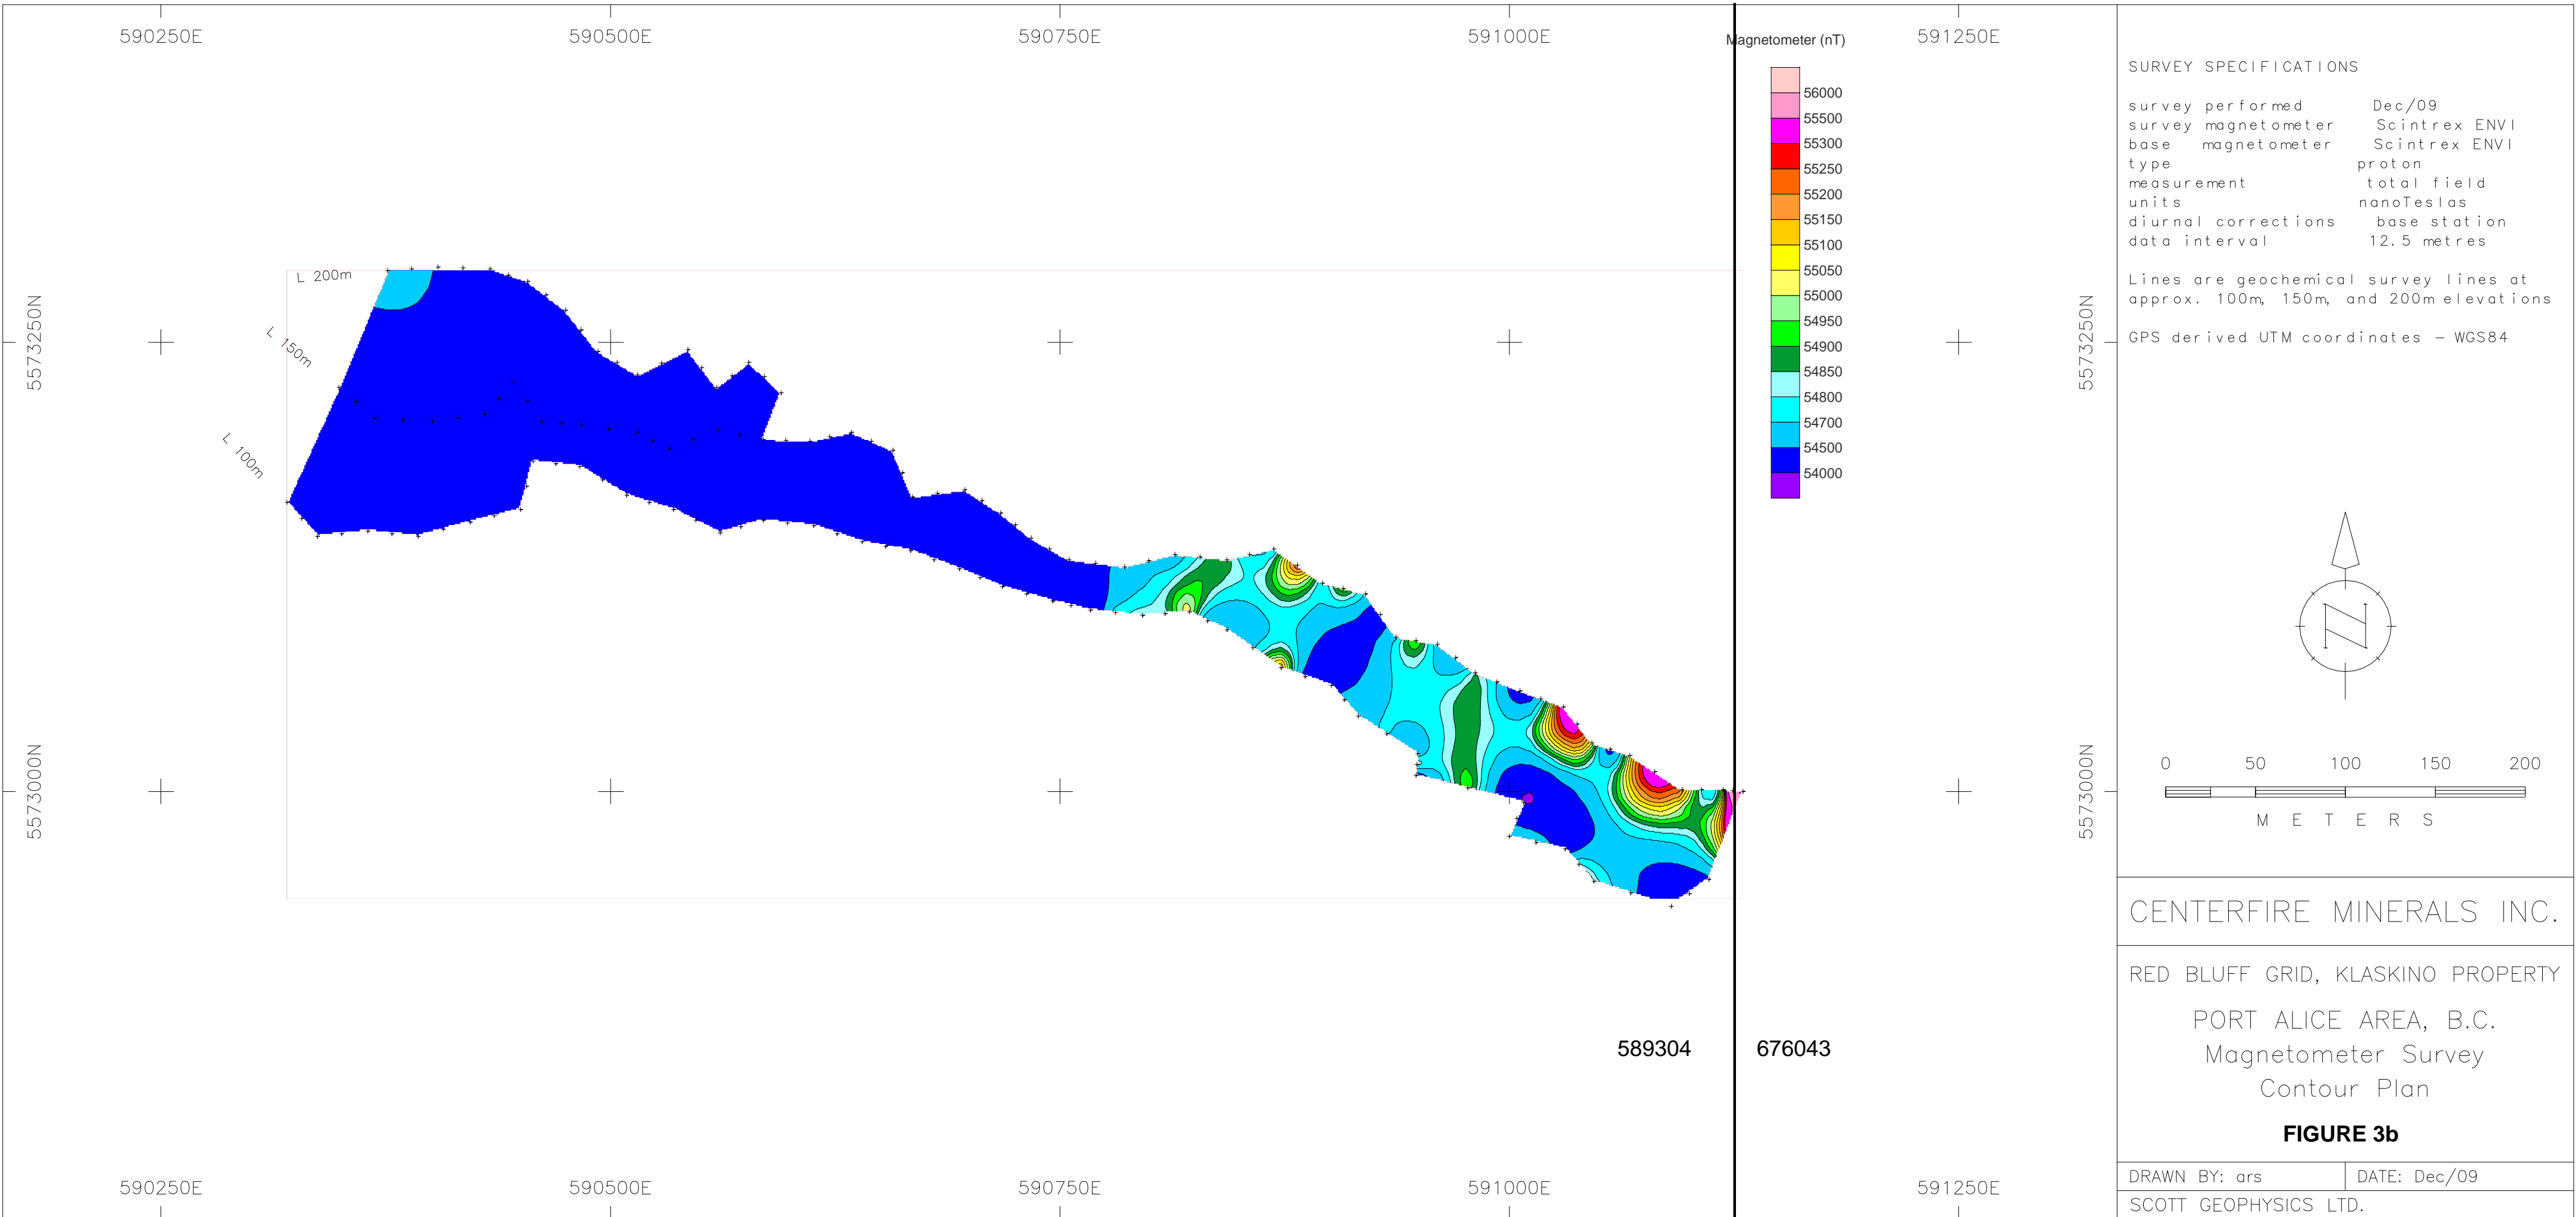 590250E 590500E 590750E 591000E 591250E
Magnetometer (nT)
56000
55500
55300
55250
55200
55150
55100
55050
55000
54950
54900
54850
54800
54700
54500
54000
L 200m
L 150m
L 100m
5573250N 5573250N
5573000N 5573000N
589304 676043
590250E 590500E 590750E 591000E 591250E
SURVEY SPECIFICATIONS
survey performed Dec/09
survey magnetometer Scintrex ENVI
base magnetometer Scintrex ENVI
type proton
measurement total field
units nanoTeslas
diurnal corrections base station
data interval 12.5 metres
Lines are geochemical survey lines at
approx. 100m, 150m, and 200m elevations
GPS derived UTM coordinates – WGS84
N
0 50 100 150 200
METERS
CENTERFIRE MINERALS INC.
RED BLUFF GRID, KLASKINO PROPERTY
PORT ALICE AREA, B.C.
Magnetometer Survey
Contour Plan
FIGURE 3b
DRAWN BY: ars DATE: Dec/09
SCOTT GEOPHYSICS LTD.